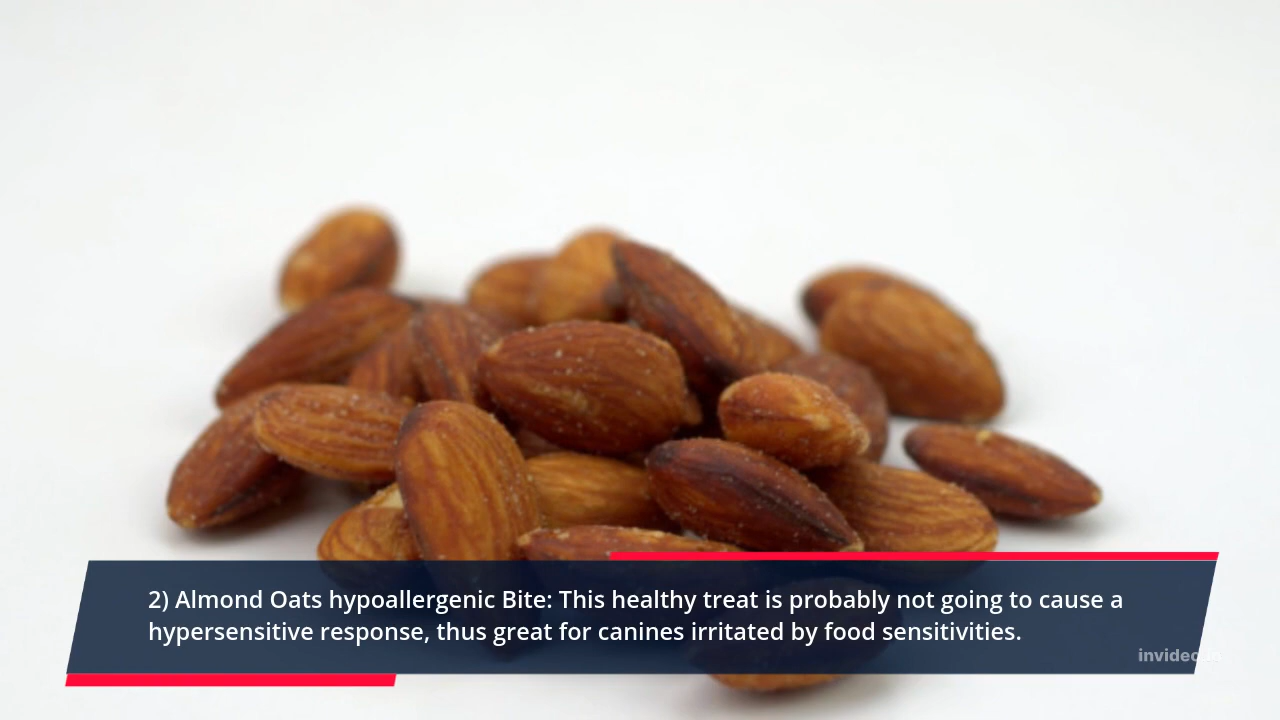 2) Almond Oats hypoallergenic Bite: This healthy treat is probably not going to cause a
hypersensitive response, thus great for canines irritated by food sensitivities.
invideo.io